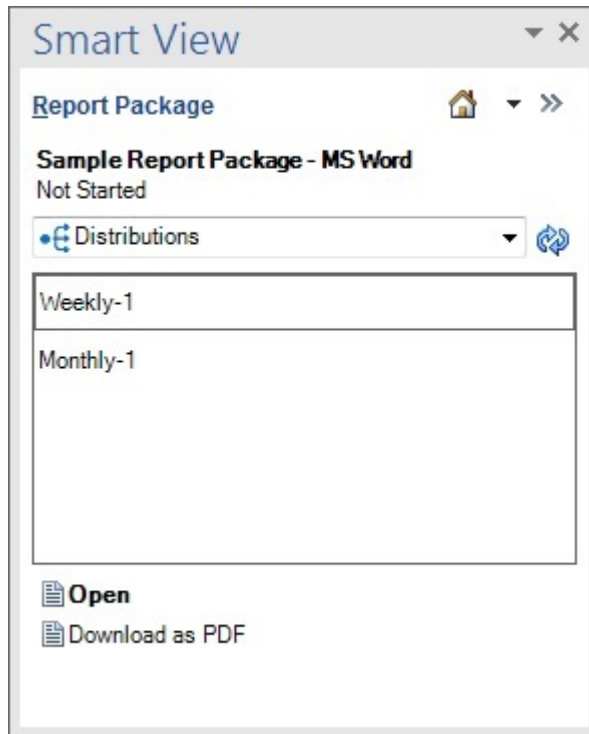 Smart View
Report Package
Sample Report Package - MS Word
Not Started
Distributions
Weekly-1
Monthly-1
Open
Download as PDF